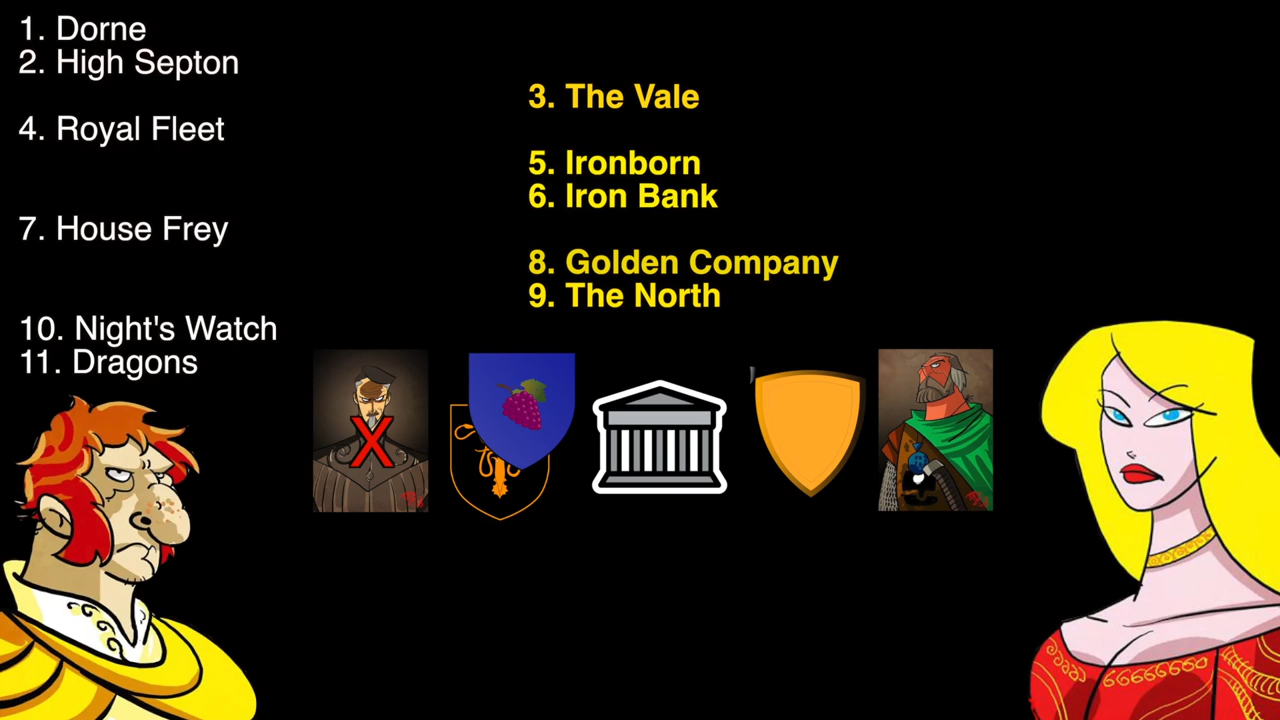 1. Dorne
2. High Septon
3. The Vale
4. Royal Fleet
5. Ironborn
6. Iron Bank
7. House Frey
8. Golden Company
9. The North
10. Night's Watch
11. Dragons